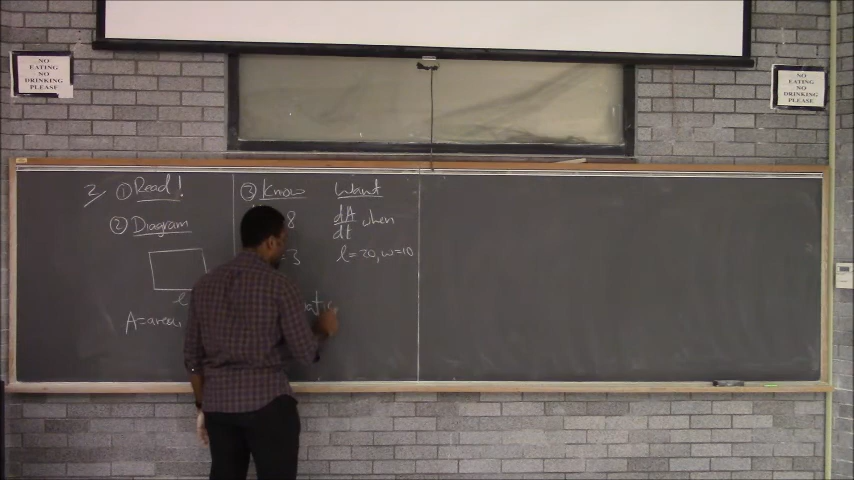 NO
EATING
NO
DRINKING
PLEASE
NO
EATING
NO
DRINKING
PLEASE
2 ① Read!
② Diagram
l
A=area
③ Know
8
=3
Want
dA/dt when
l=20, w=10